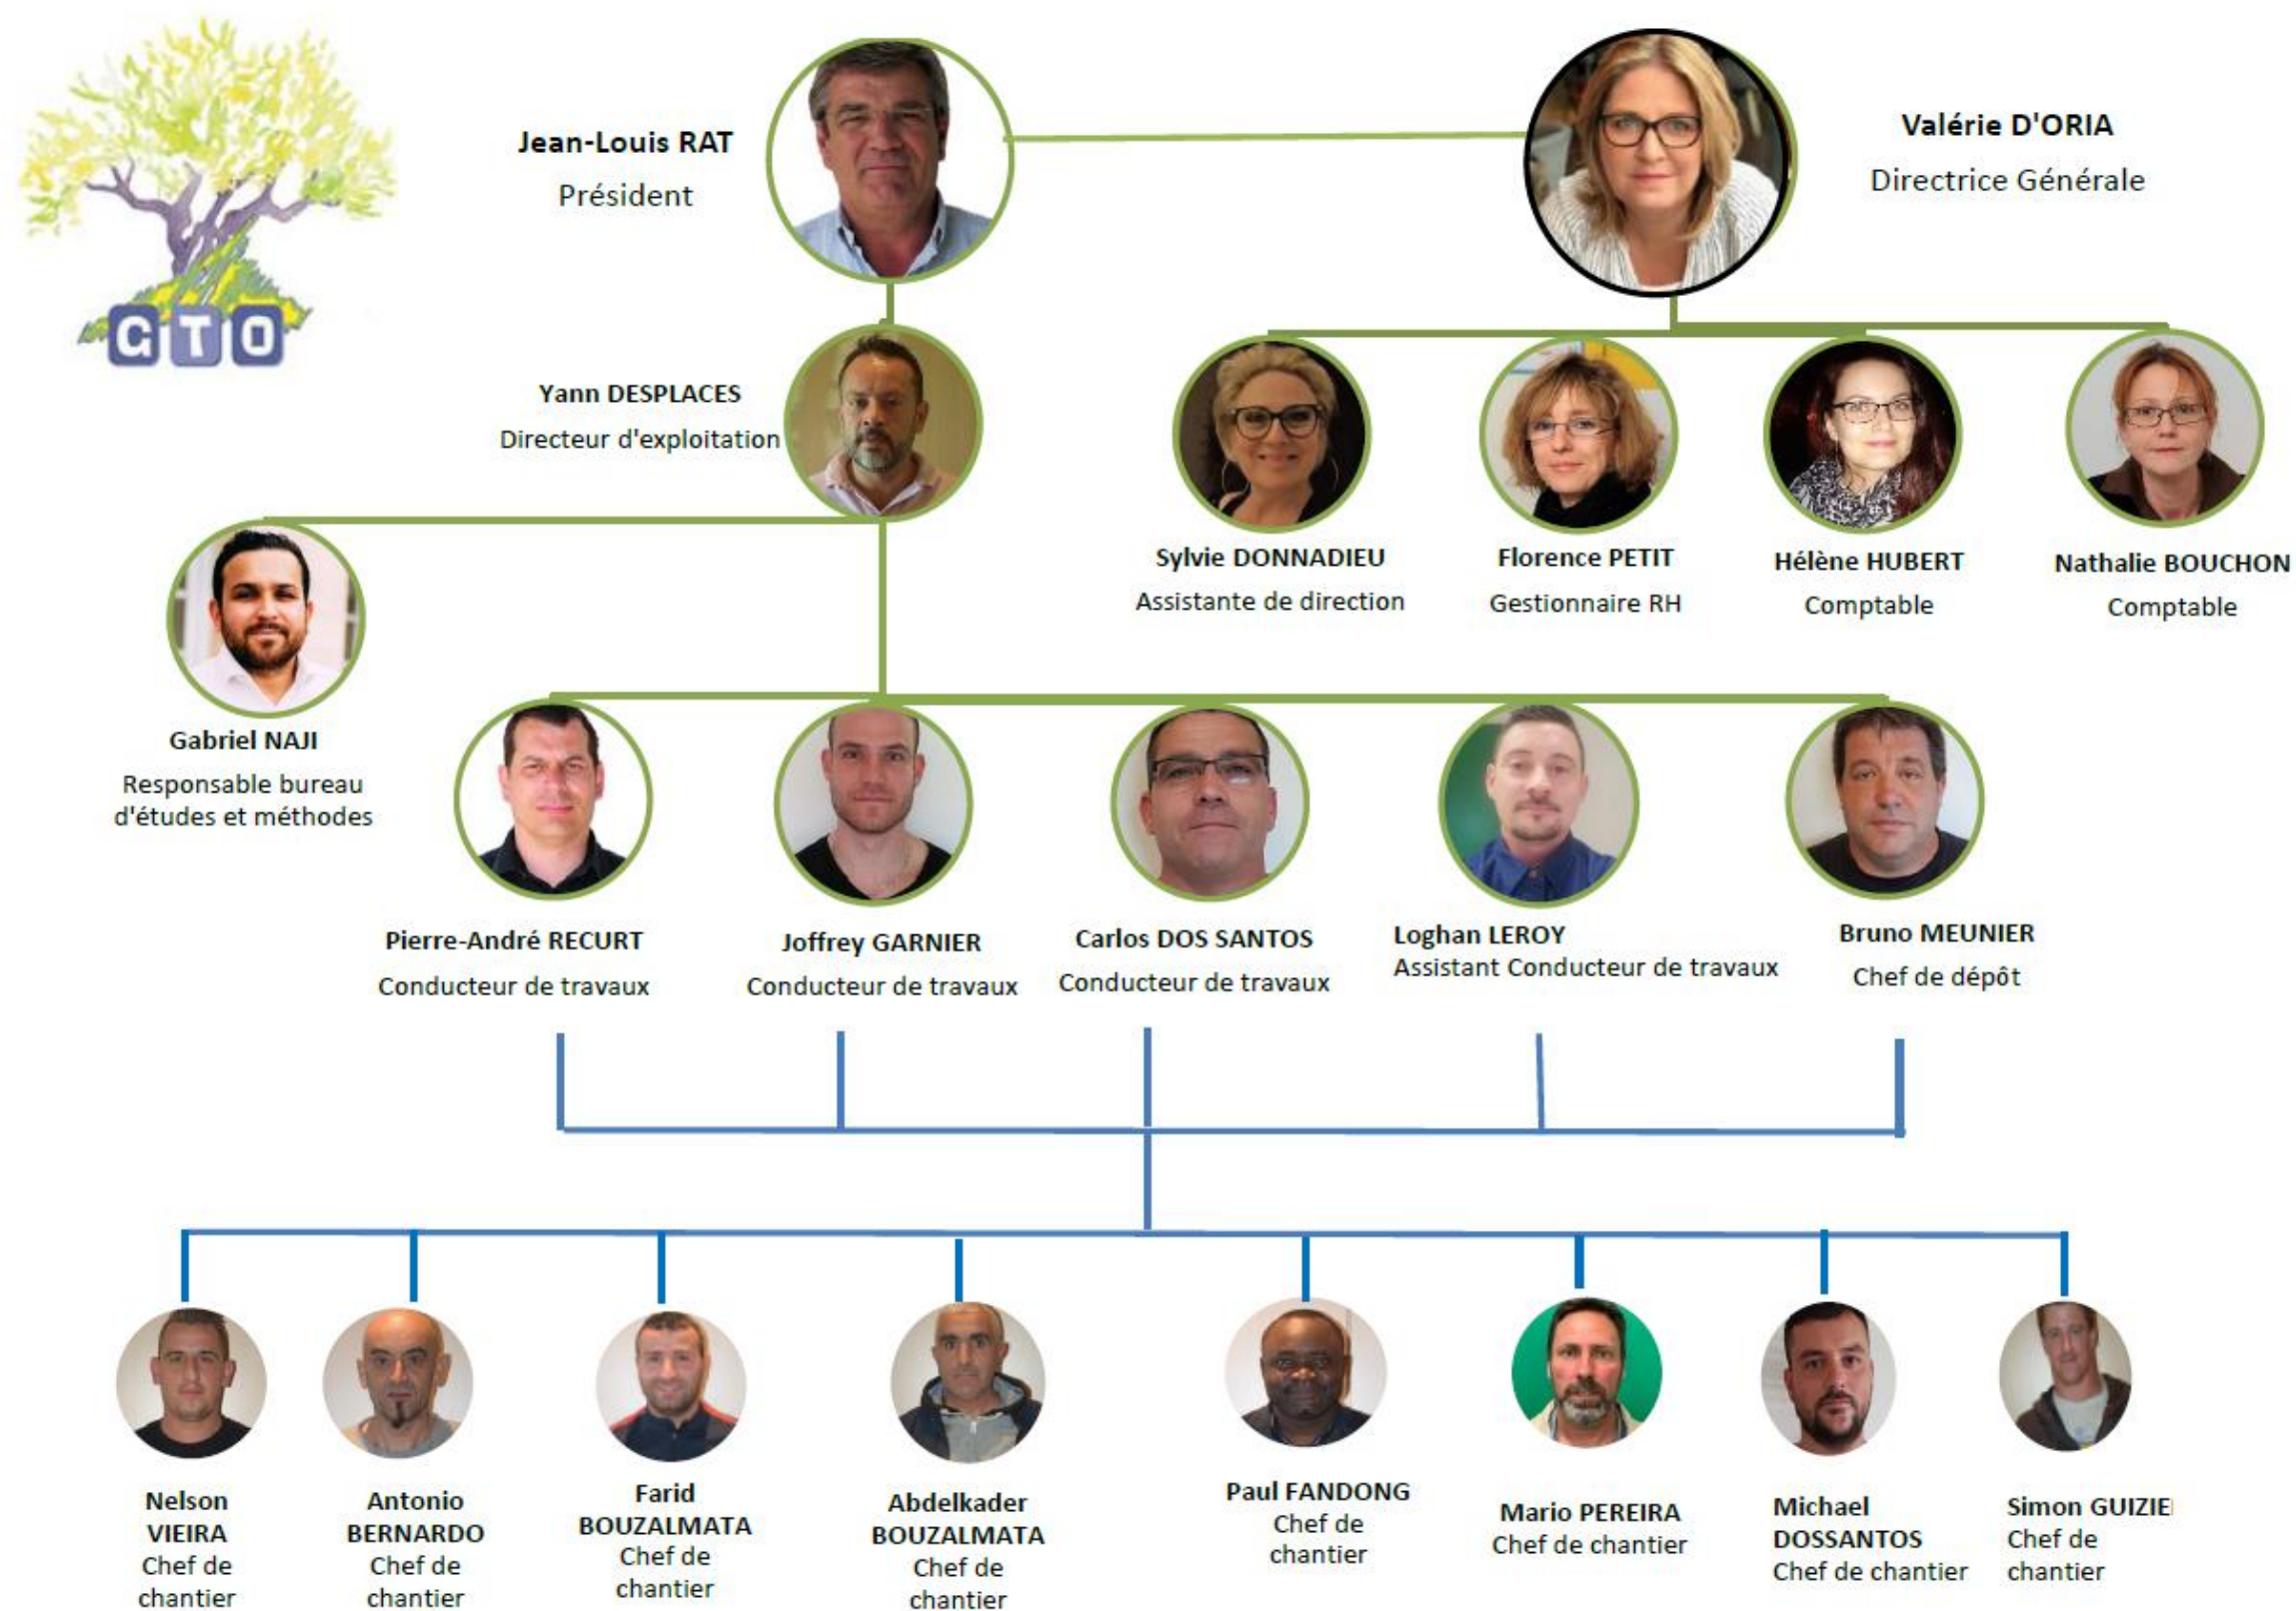 GTO
Jean-Louis RAT
Président
Valérie D'ORIA
Directrice Générale
Yann DESPLACES
Directeur d'exploitation
Sylvie DONNADIEU
Assistante de direction
Florence PETIT
Gestionnaire RH
Hélène HUBERT
Comptable
Nathalie BOUCHON
Comptable
Gabriel NAJI
Responsable bureau
d'études et méthodes
Pierre-André RECURT
Conducteur de travaux
Joffrey GARNIER
Conducteur de travaux
Carlos DOS SANTOS
Conducteur de travaux
Loghan LEROY
Assistant Conducteur de travaux
Bruno MEUNIER
Chef de dépôt
Nelson
VIEIRA
Chef de
chantier
Antonio
BERNARDO
Chef de
chantier
Farid
BOUZALMATA
Chef de
chantier
Abdelkader
BOUZALMATA
Chef de
chantier
Paul FANDONG
Chef de
chantier
Mario PEREIRA
Chef de chantier
Michael
DOSSANTOS
Chef de chantier
Simon GUIZIE
Chef de
chantier